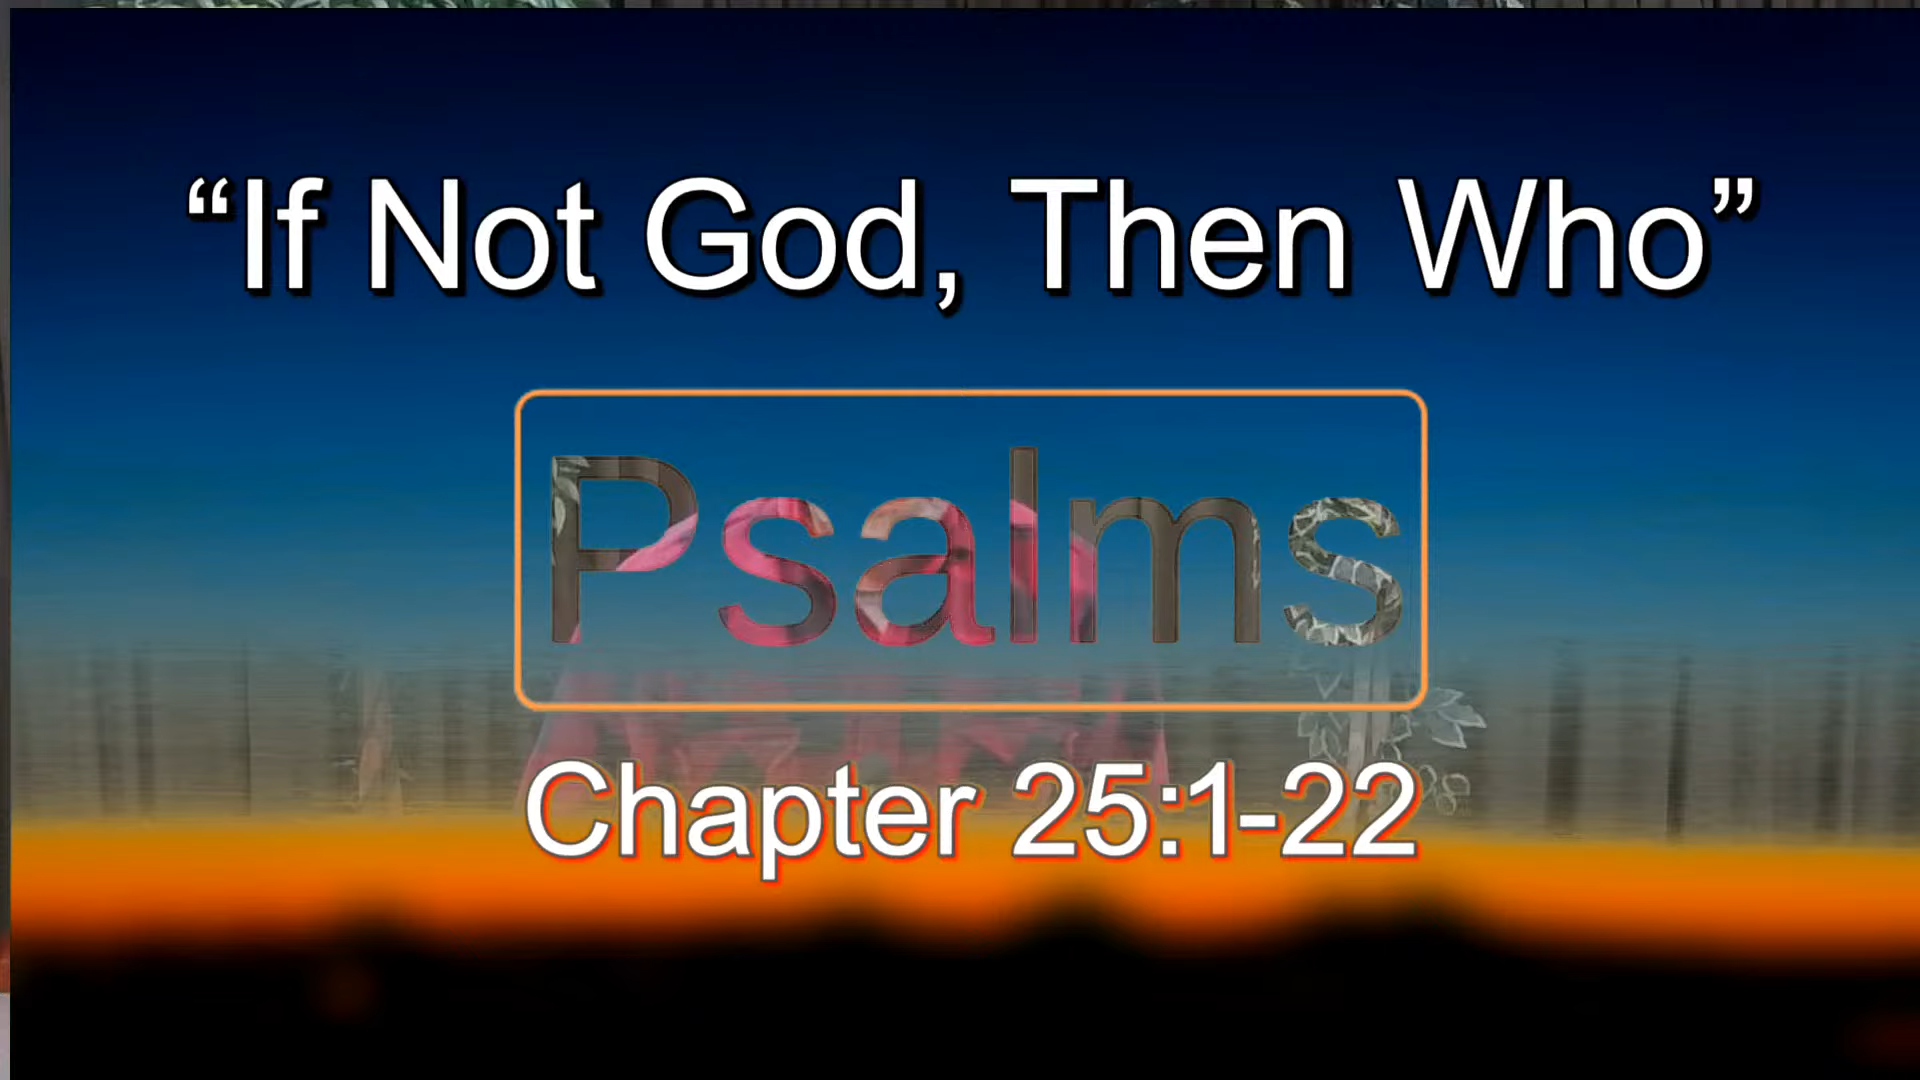 “If Not God, Then Who”
Psalms
Chapter 25:1-22